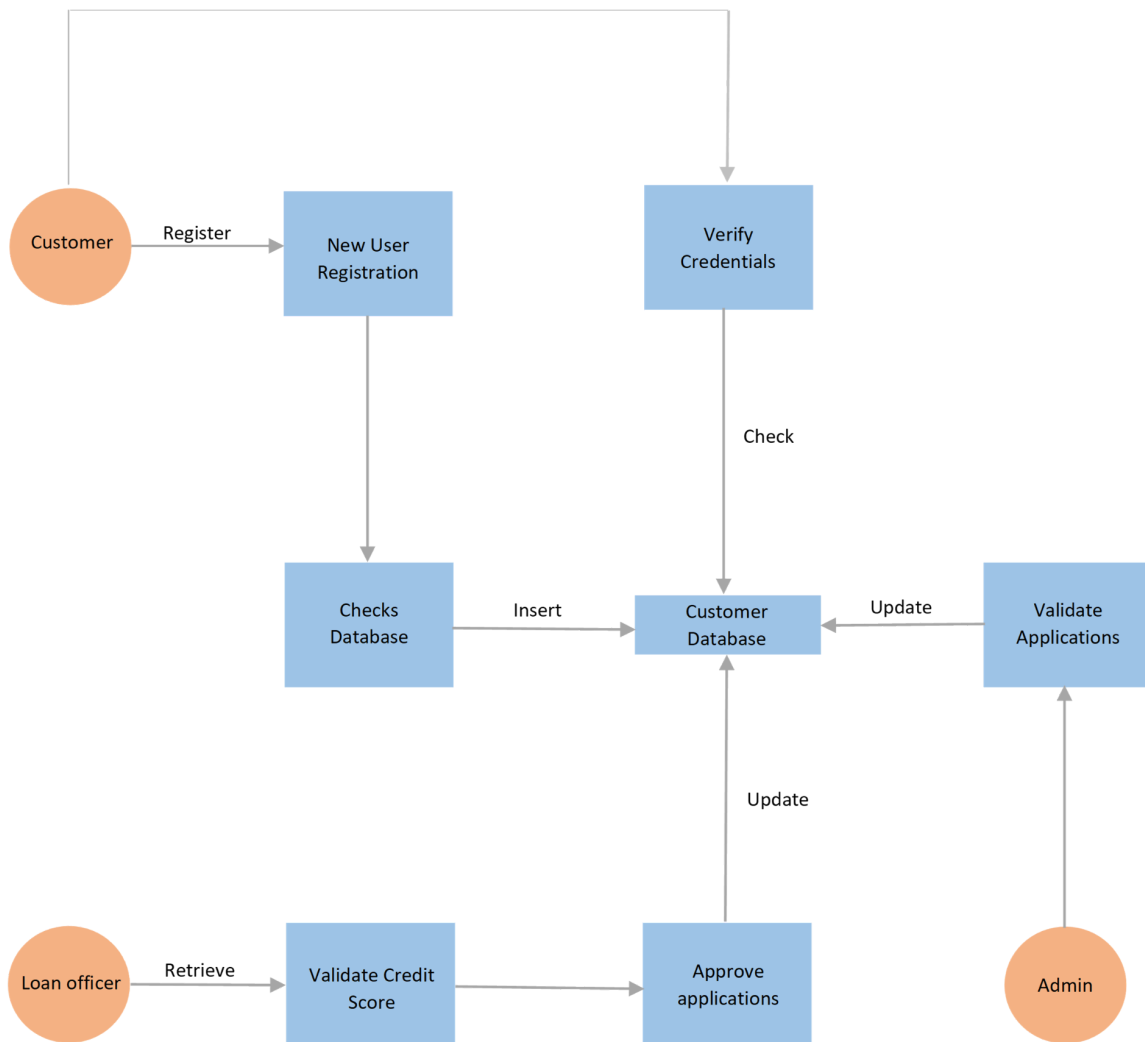 Customer
Register
New User
Registration
Verify
Credentials
Check
Checks
Database
Insert
Customer
Database
Update
Validate
Applications
Update
Loan officer
Retrieve
Validate Credit
Score
Approve
applications
Admin